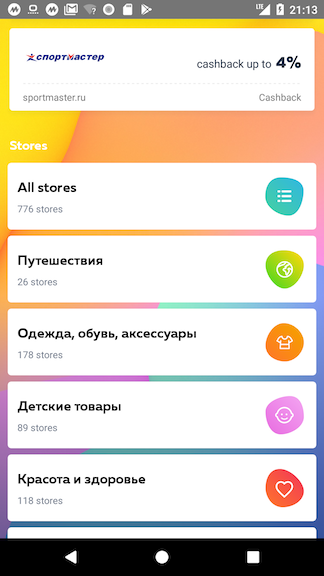 LTE
21:13
спортмастер
cashback up to 4%
sportmaster.ru
Cashback
Stores
All stores
776 stores
Путешествия
26 stores
Одежда, обувь, аксессуары
178 stores
Детские товары
89 stores
Красота и здоровье
118 stores